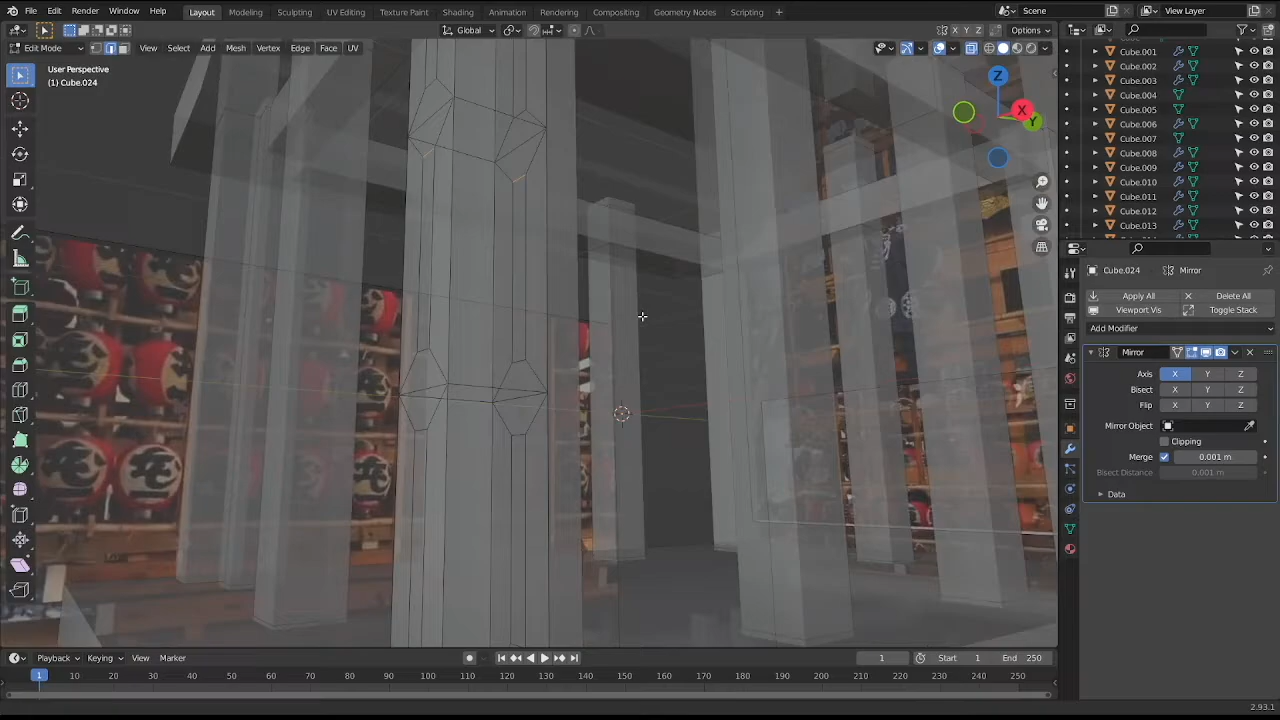 File Edit Render Window Help Layout Modeling Sculpting UV Editing Texture Paint Shading Animation Rendering Compositing Geometry Nodes Scripting + Scene View Layer
Global X Y Z Options
Edit Mode View Select Add Mesh Vertex Edge Face UV
User Perspective
(1) Cube.024
Z
X
Y
Cube.001
Cube.002
Cube.003
Cube.004
Cube.005
Cube.006
Cube.007
Cube.008
Cube.009
Cube.010
Cube.011
Cube.012
Cube.013
Cube.024 Mirror
Apply All Delete All
Viewport Vis Toggle Stack
Add Modifier
Mirror
Axis X Y Z
Bisect X Y Z
Flip X Y Z
Mirror Object
Clipping
Merge 0.001 m
Bisect Distance 0.001 m
Data
Playback Keying View Marker 1 Start 1 End 250
1 10 20 30 40 50 60 70 80 90 100 110 120 130 140 150 160 170 180 190 200 210 220 230 240 250
2.93.1